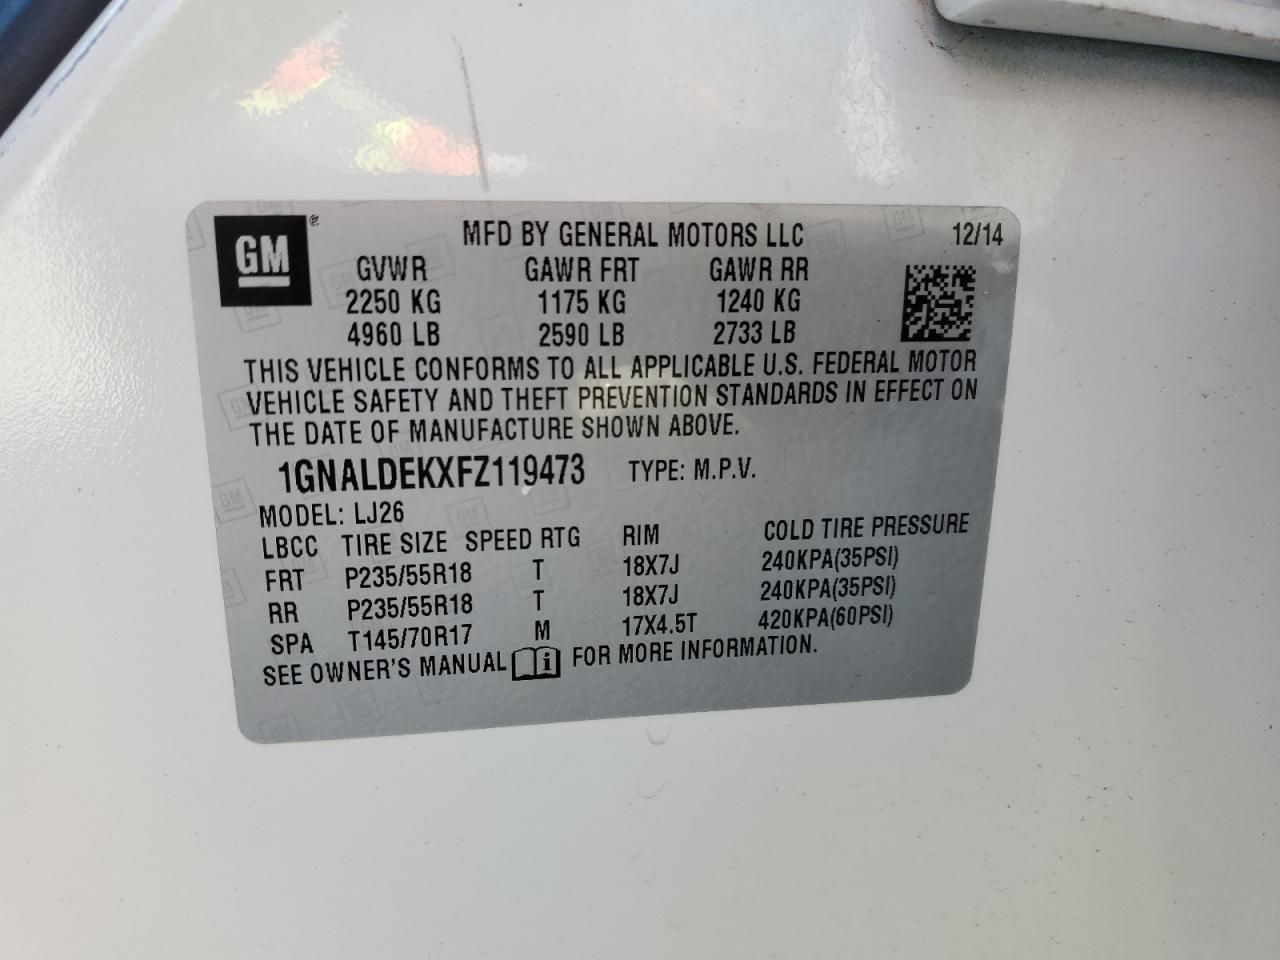 GM®
MFD BY GENERAL MOTORS LLC 12/14
GVWR GAWR FRT GAWR RR
2250 KG 1175 KG 1240 KG
4960 LB 2590 LB 2733 LB
THIS VEHICLE CONFORMS TO ALL APPLICABLE U.S. FEDERAL MOTOR
VEHICLE SAFETY AND THEFT PREVENTION STANDARDS IN EFFECT ON
THE DATE OF MANUFACTURE SHOWN ABOVE.
1GNALDEKXFZ119473 TYPE: M.P.V.
MODEL: LJ26
LBCC TIRE SIZE SPEED RTG RIM COLD TIRE PRESSURE
FRT P235/55R18 T 18X7J 240KPA(35PSI)
RR P235/55R18 T 18X7J 240KPA(35PSI)
SPA T145/70R17 M 17X4.5T 420KPA(60PSI)
SEE OWNER'S MANUAL i FOR MORE INFORMATION.